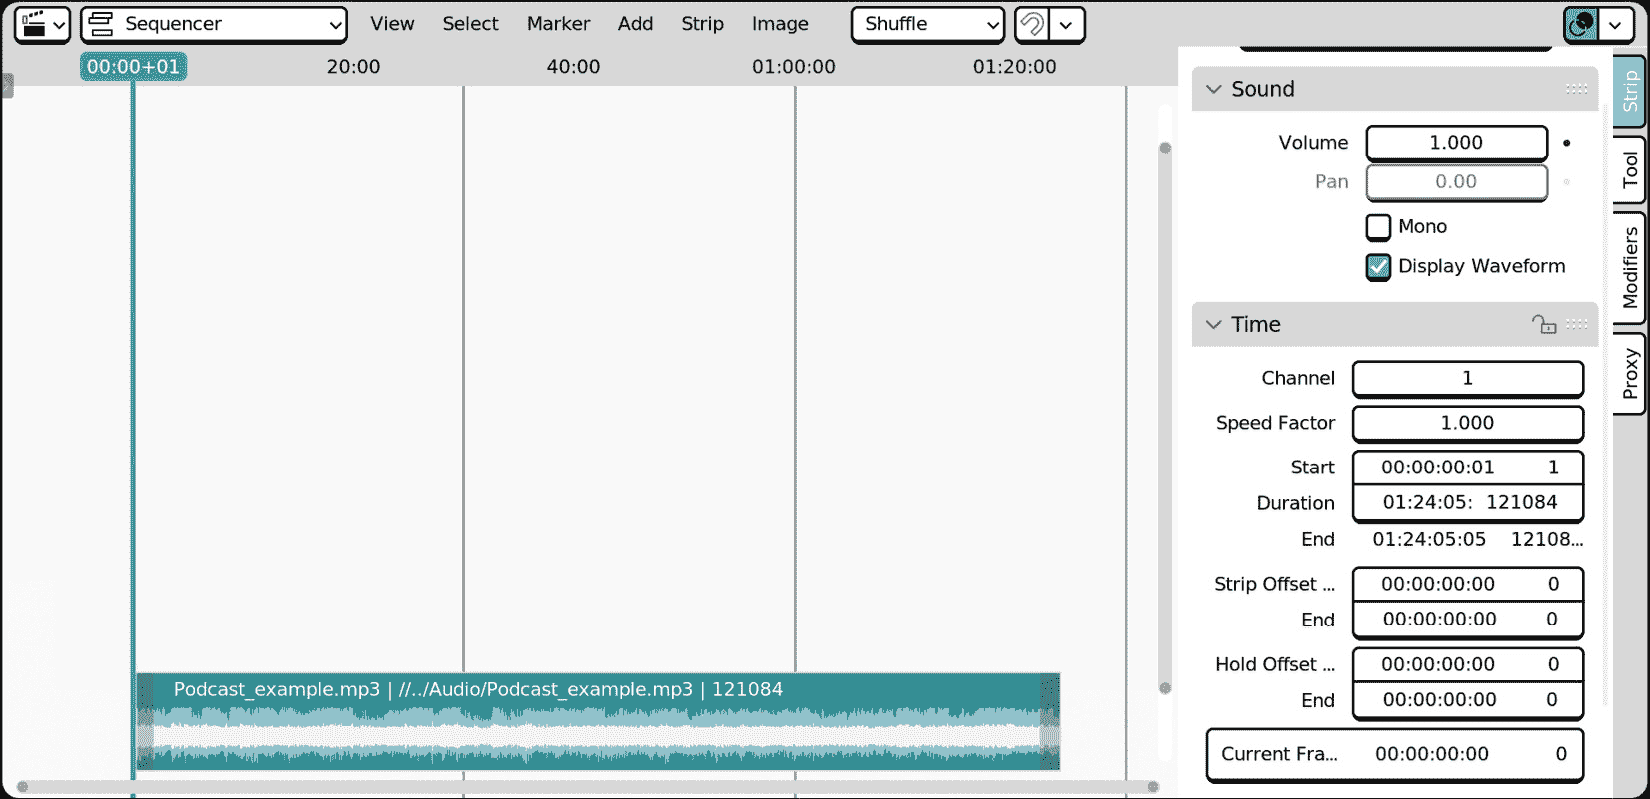 Sequencer View Select Marker Add Strip Image Shuffle
00:00+01 20:00 40:00 01:00:00 01:20:00
Sound
Volume 1.000
Pan 0.00
Mono
Display Waveform
Time
Channel 1
Speed Factor 1.000
Start 00:00:00:01 1
Duration 01:24:05: 121084
End 01:24:05:05 12108...
Strip Offset ... 00:00:00:00 0
End 00:00:00:00 0
Hold Offset ... 00:00:00:00 0
End 00:00:00:00 0
Current Fra... 00:00:00:00 0
Podcast_example.mp3 | //../Audio/Podcast_example.mp3 | 121084
Strip
Tool
Modifiers
Proxy